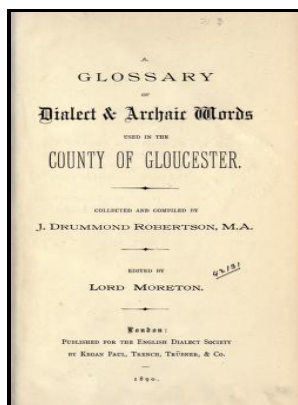 A
GLOSSARY
OF
Dialect & Archaic Words
USED IN THE
COUNTY OF GLOUCESTER.
COLLECTED AND COMPILED BY
J. DRUMMOND ROBERTSON, M.A.
EDITED BY
LORD MORETON.
London:
PUBLISHED FOR THE ENGLISH DIALECT SOCIETY
BY KEGAN PAUL, TRENCH, TRÜBNER, & CO.
1890.